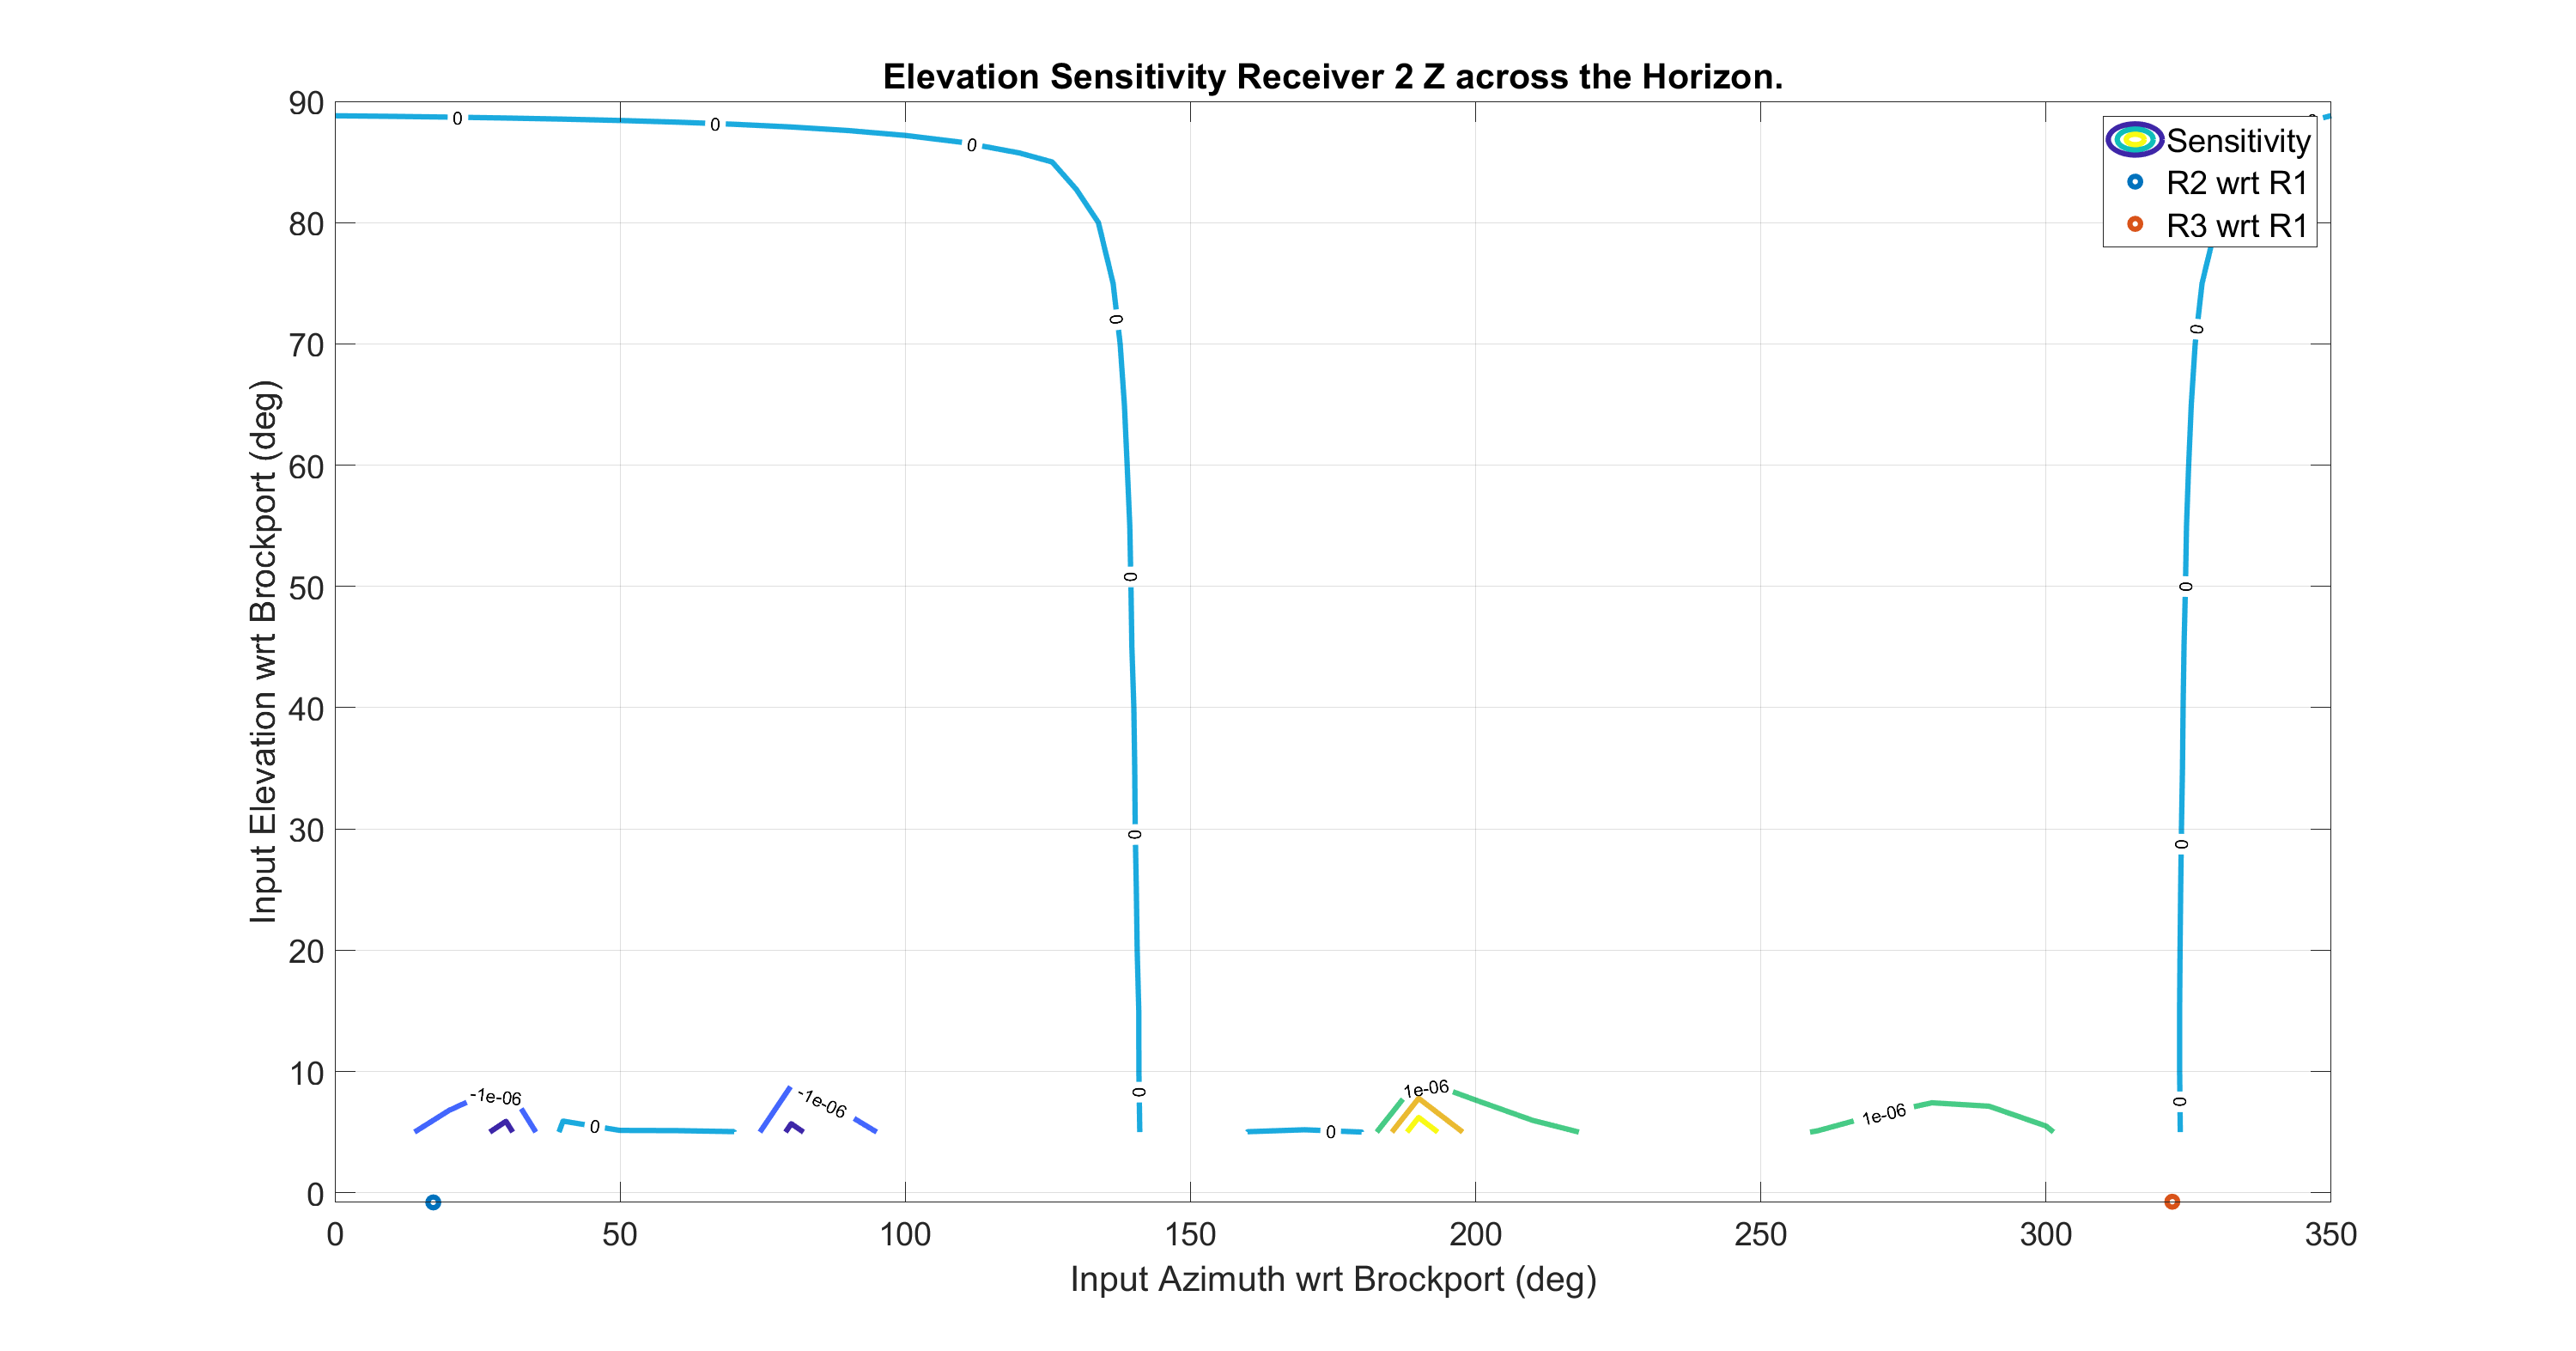 Elevation Sensitivity Receiver 2 Z across the Horizon.
Sensitivity
R2 wrt R1
R3 wrt R1
Input Elevation wrt Brockport (deg)
90
80
70
60
50
40
30
20
10
0
0
0
0
0
0
0
0
0
0
0
0
-1e-06
0
-1e-06
0
1e-06
1e-06
0 50 100 150 200 250 300 350
Input Azimuth wrt Brockport (deg)